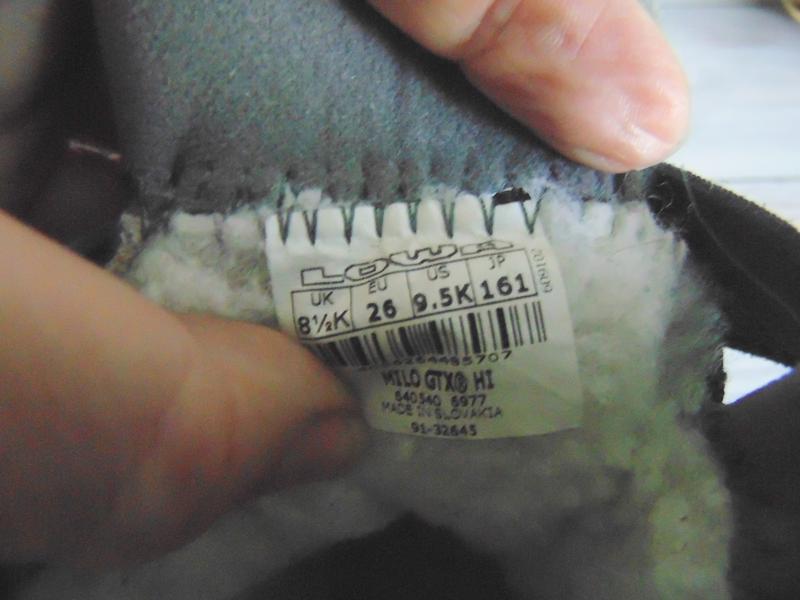 LOWA
UK EU US JP
8½K 26 9.5K 161
MILO GTX® HI
640540 6977
MADE IN SLOVAKIA
91-32645